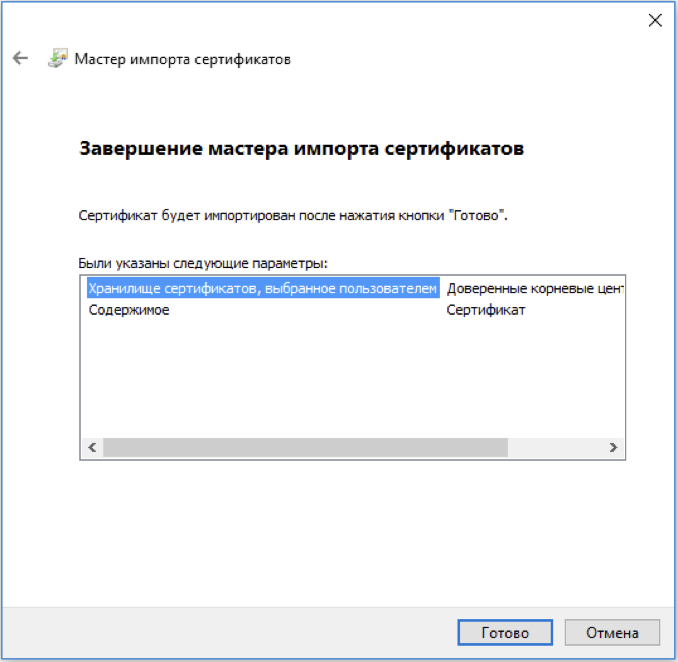 Мастер импорта сертификатов
Завершение мастера импорта сертификатов
Сертификат будет импортирован после нажатия кнопки "Готово".
Были указаны следующие параметры:
Хранилище сертификатов, выбранное пользователем Доверенные корневые цент
Содержимое Сертификат
Готово Отмена